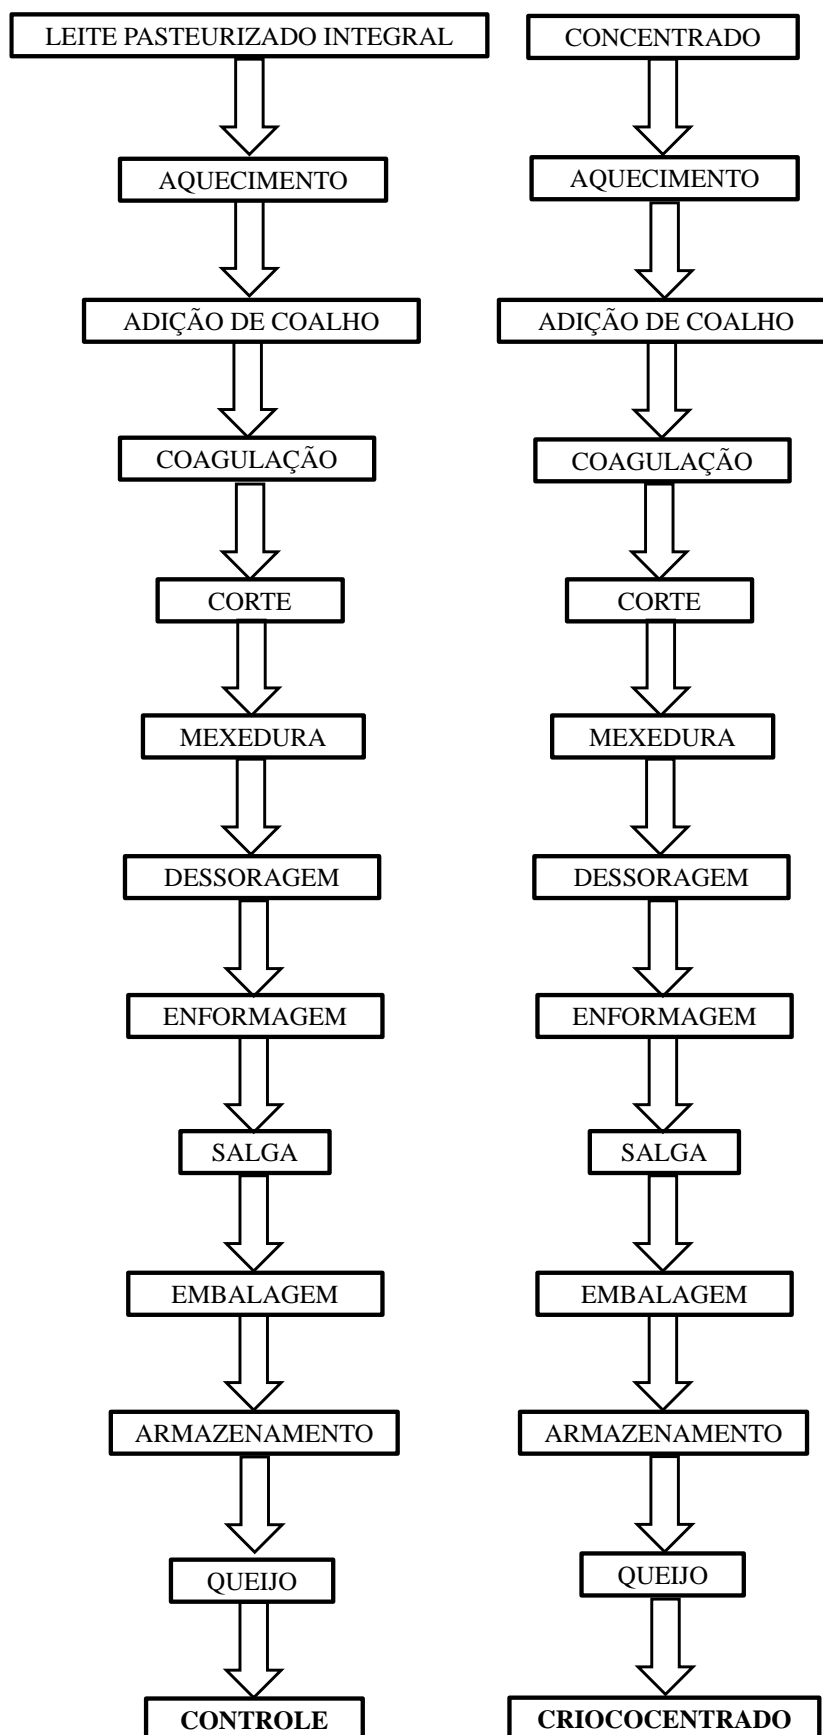 LEITE PASTEURIZADO INTEGRAL
AQUECIMENTO
ADIÇÃO DE COALHO
COAGULAÇÃO
CORTE
MEXEDURA
DESSORAGEM
ENFORMAGEM
SALGA
EMBALAGEM
ARMAZENAMENTO
QUEIJO
CONTROLE
CONCENTRADO
AQUECIMENTO
ADIÇÃO DE COALHO
COAGULAÇÃO
CORTE
MEXEDURA
DESSORAGEM
ENFORMAGEM
SALGA
EMBALAGEM
ARMAZENAMENTO
QUEIJO
CRIOCOCENTRADO